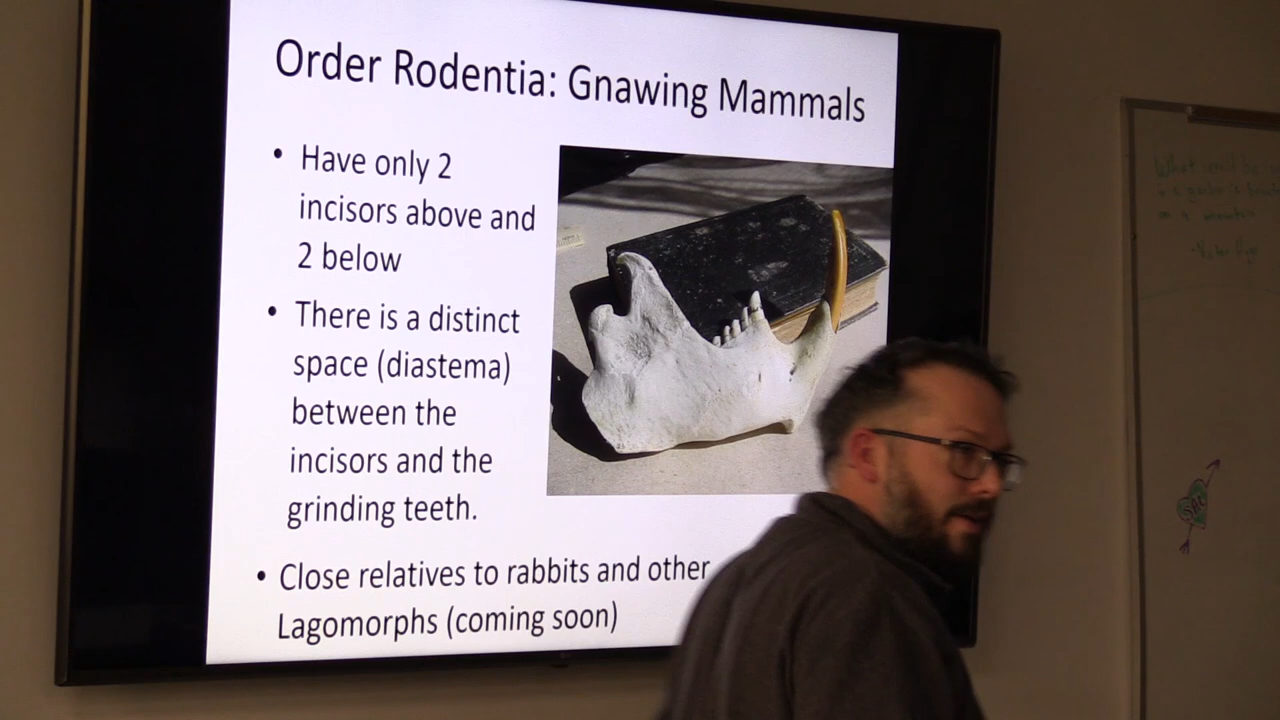 Order Rodentia: Gnawing Mammals
• Have only 2
incisors above and
2 below
• There is a distinct
space (diastema)
between the
incisors and the
grinding teeth.
• Close relatives to rabbits and other
Lagomorphs (coming soon)
What